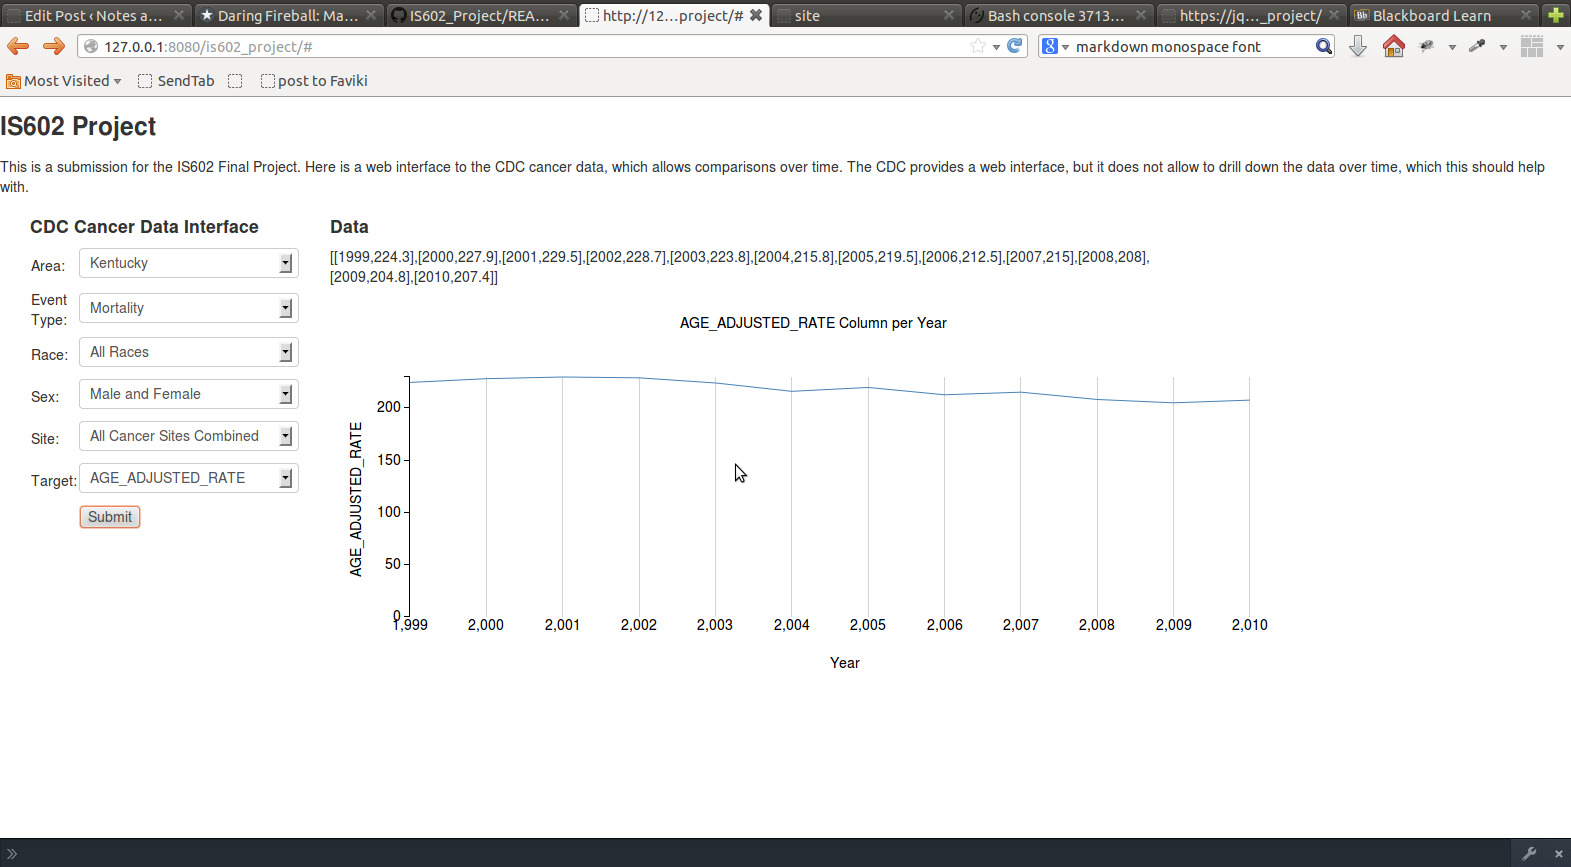 Edit Post ‹ Notes a...
Daring Fireball: Ma...
IS602_Project/REA...
http://12...project/#
site
Bash console 3713...
https://jq..._project/
Bb
Blackboard Learn
127.0.0.1:8080/is602_project/#
8
markdown monospace font
Most Visited
SendTab
post to Faviki
IS602 Project
This is a submission for the IS602 Final Project. Here is a web interface to the CDC cancer data, which allows comparisons over time. The CDC provides a web interface, but it does not allow to drill down the data over time, which this should help
with.
CDC Cancer Data Interface
Area:
Kentucky
Event
Type:
Mortality
Race:
All Races
Sex:
Male and Female
Site:
All Cancer Sites Combined
Target:
AGE_ADJUSTED_RATE
Submit
Data
[[1999,224.3],[2000,227.9],[2001,229.5],[2002,228.7],[2003,223.8],[2004,215.8],[2005,219.5],[2006,212.5],[2007,215],[2008,208],
[2009,204.8],[2010,207.4]]
AGE_ADJUSTED_RATE Column per Year
AGE_ADJUSTED_RATE
200
150
100
50
0
1,999
2,000
2,001
2,002
2,003
2,004
2,005
2,006
2,007
2,008
2,009
2,010
Year